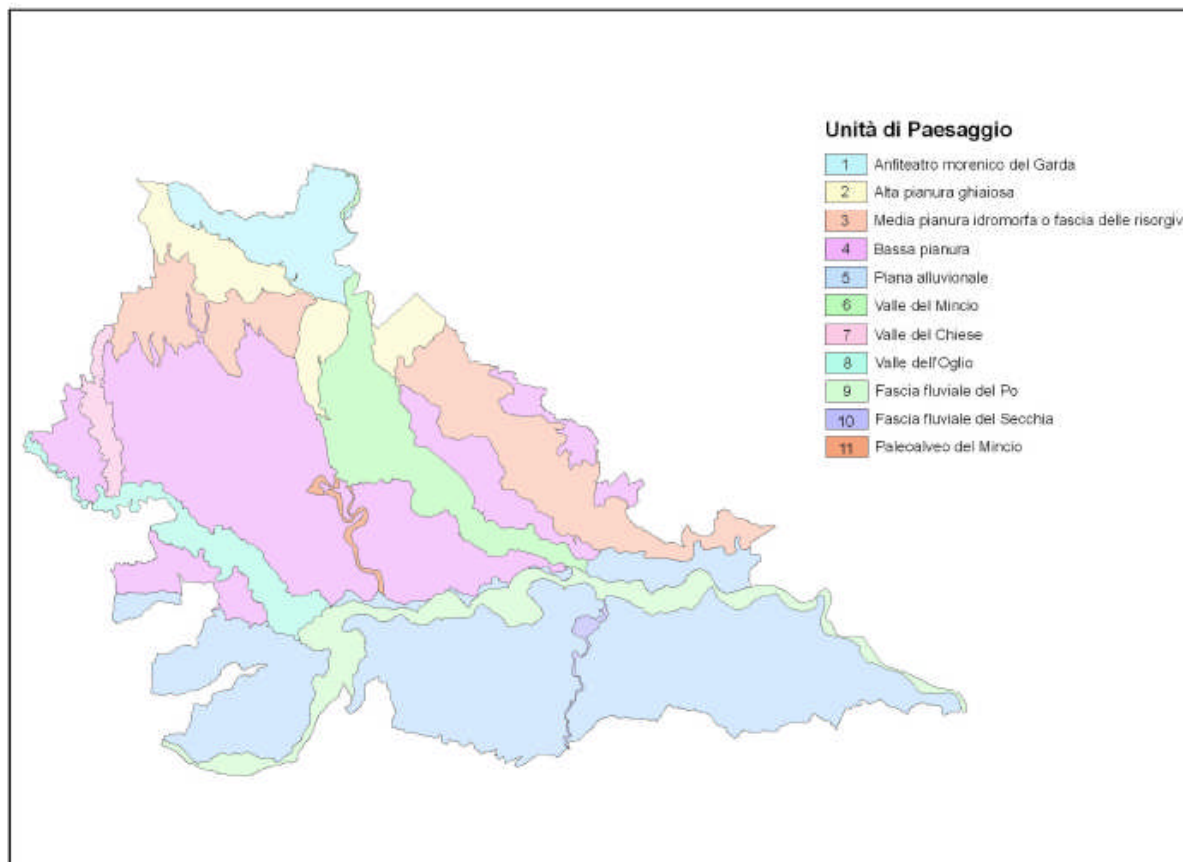 Unità di Paesaggio
1 Anfiteatro morenico del Garda
2 Alta pianura ghiaiosa
3 Media pianura idromorfa o fascia delle risorgiv
4 Bassa pianura
5 Piana alluvionale
6 Valle del Mincio
7 Valle del Chiese
8 Valle dell'Oglio
9 Fascia fluviale del Po
10 Fascia fluviale del Secchia
11 Paleoalveo del Mincio